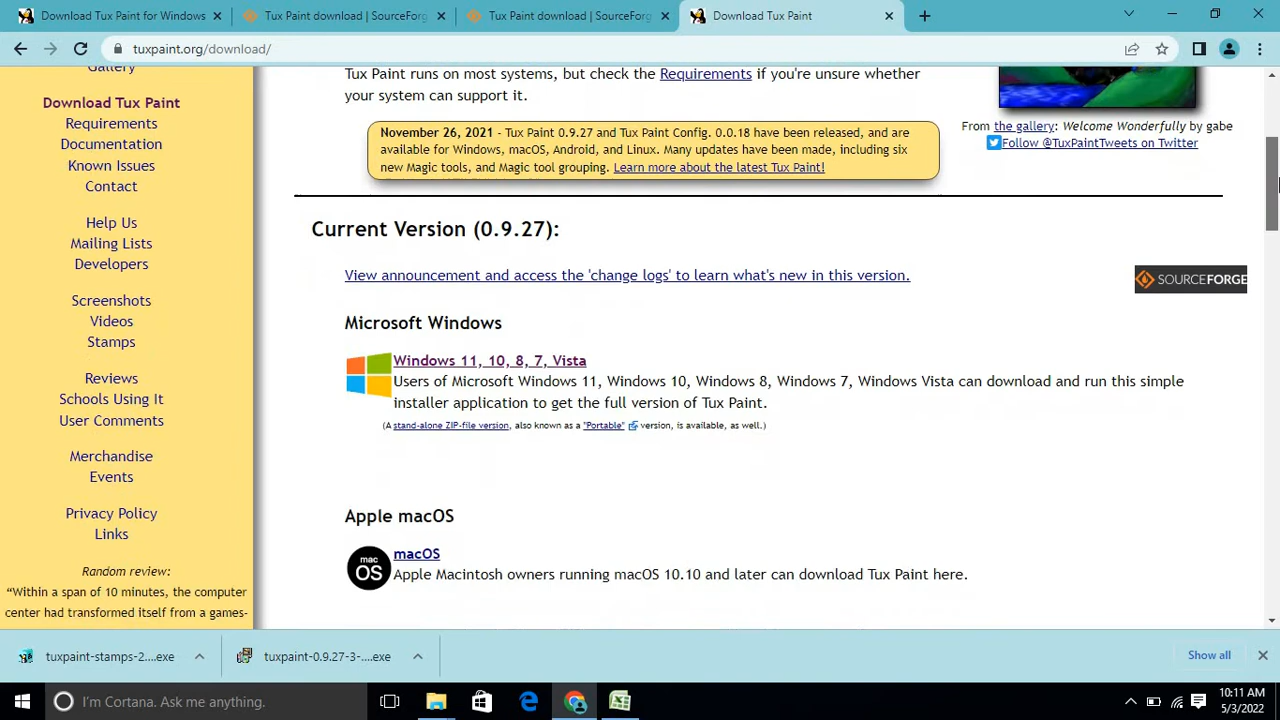 Tux Paint download for Windows
Tux Paint download | SourceForg
Tux Paint download | SourceForg
Download Tux Paint
tuxpaint.org/download/
Gallery
Download Tux Paint
Requirements
Documentation
Known Issues
Contact
Help Us
Mailing Lists
Developers
Screenshots
Videos
Stamps
Reviews
Schools Using It
User Comments
Merchandise
Events
Privacy Policy
Links
Random review:
“Within a span of 10 minutes, the computer
center had transformed itself from a games-
Tux Paint runs on most systems, but check the Requirements if you're unsure whether
your system can support it.
November 26, 2021 - Tux Paint 0.9.27 and Tux Paint Config. 0.0.18 have been released, and are
available for Windows, macOS, Android, and Linux. Many updates have been made, including six
new Magic tools, and Magic tool grouping. Learn more about the latest Tux Paint!
From the gallery: Welcome Wonderfully by gabe
Follow @TuxPaintTweets on Twitter
Current Version (0.9.27):
View announcement and access the 'change logs' to learn what's new in this version.
SOURCEFORGE
Microsoft Windows
Windows 11, 10, 8, 7, Vista
Users of Microsoft Windows 11, Windows 10, Windows 8, Windows 7, Windows Vista can download and run this simple
installer application to get the full version of Tux Paint.
(A stand-alone ZIP-file version, also known as a "Portable" version, is available, as well.)
Apple macOS
mac
OS
macOS
Apple Macintosh owners running macOS 10.10 and later can download Tux Paint here.
tuxpaint-stamps-2....exe
tuxpaint-0.9.27-3-....exe
Show all
I'm Cortana. Ask me anything.
10:11 AM
5/3/2022